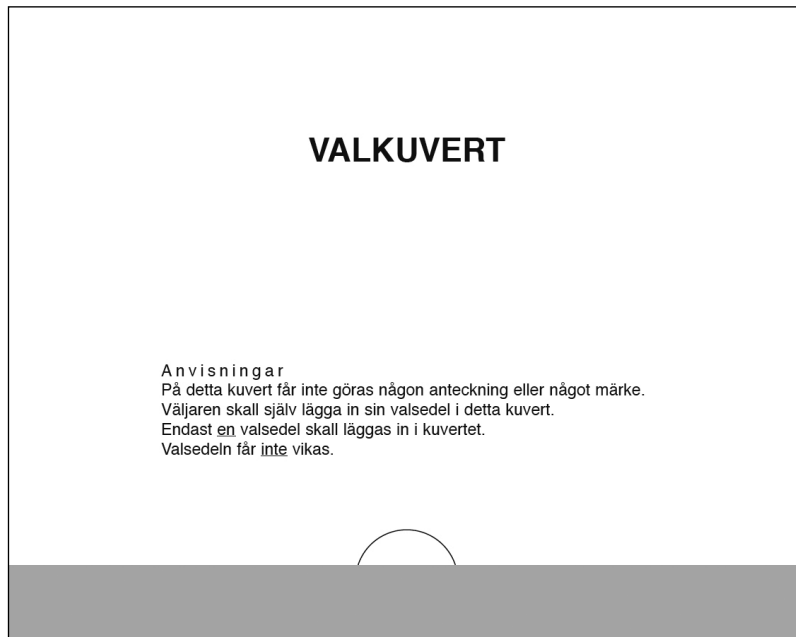 VALKUVERT
Anvisningar
På detta kuvert får inte göras någon anteckning eller något märke.
Väljaren skall själv lägga in sin valsedel i detta kuvert.
Endast en valsedel skall läggas in i kuvertet.
Valsedeln får inte vikas.